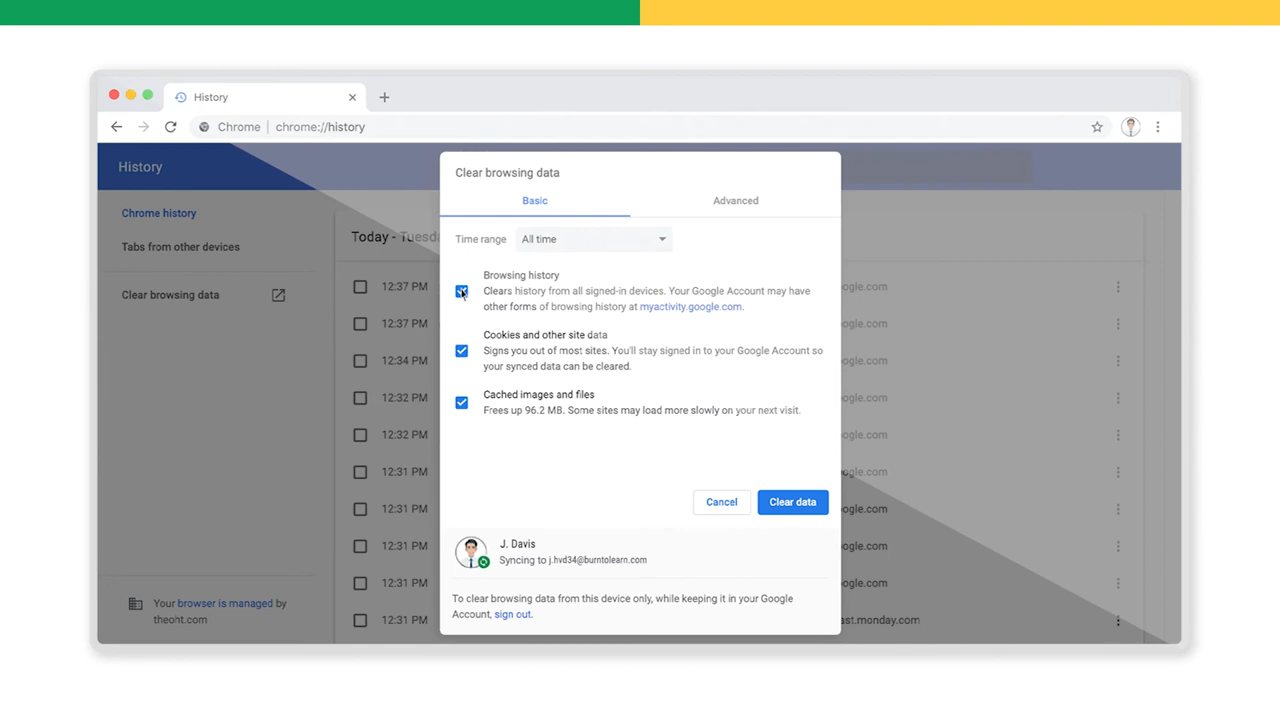 History
Chrome | chrome://history
History
Chrome history
Tabs from other devices
Clear browsing data
Your browser is managed by
theoht.com
Today - Tuesd
12:37 PM
ogle.com
12:37 PM
ogle.com
12:34 PM
ogle.com
12:32 PM
ogle.com
12:32 PM
ogle.com
12:31 PM
ogle.com
12:31 PM
ogle.com
12:31 PM
ogle.com
12:31 PM
ogle.com
12:31 PM
ast.monday.com
Clear browsing data
Basic
Advanced
Time range
All time
Browsing history
Clears history from all signed-in devices. Your Google Account may have
other forms of browsing history at myactivity.google.com.
Cookies and other site data
Signs you out of most sites. You'll stay signed in to your Google Account so
your synced data can be cleared.
Cached images and files
Frees up 96.2 MB. Some sites may load more slowly on your next visit.
Cancel
Clear data
J. Davis
Syncing to j.hvd34@burntolearn.com
To clear browsing data from this device only, while keeping it in your Google
Account, sign out.